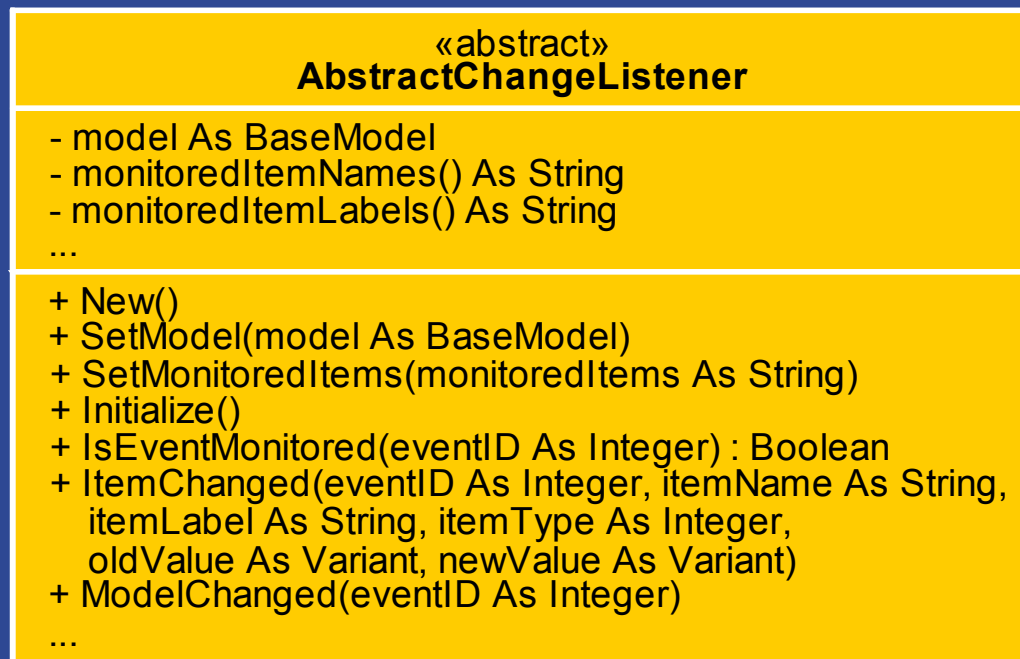 «abstract»
AbstractChangeListener
- model As BaseModel
- monitoredItemNames() As String
- monitoredItemLabels() As String
...
+ New()
+ SetModel(model As BaseModel)
+ SetMonitoredItems(monitoredItems As String)
+ Initialize()
+ IsEventMonitored(eventID As Integer) : Boolean
+ ItemChanged(eventID As Integer, itemName As String,
itemLabel As String, itemType As Integer,
oldValue As Variant, newValue As Variant)
+ ModelChanged(eventID As Integer)
...